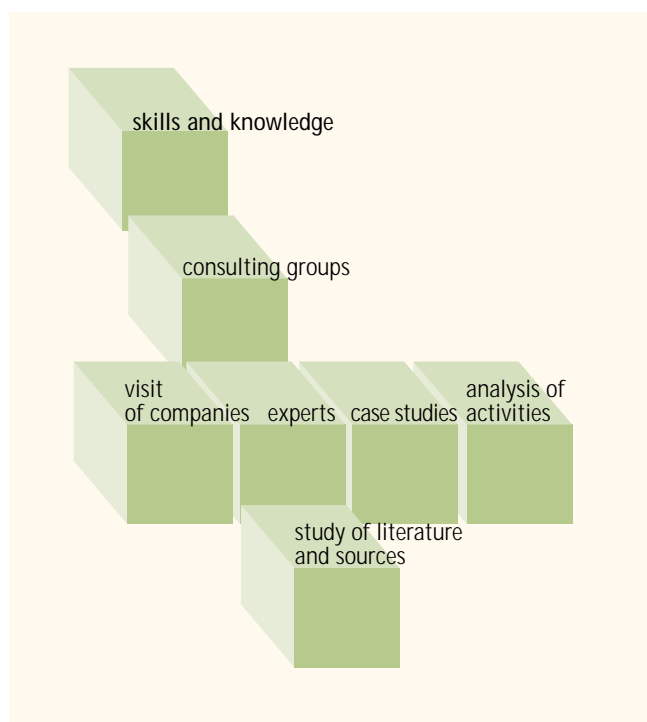 skills and knowledge
consulting groups
visit
of companies
experts
case studies
analysis of
activities
study of literature
and sources